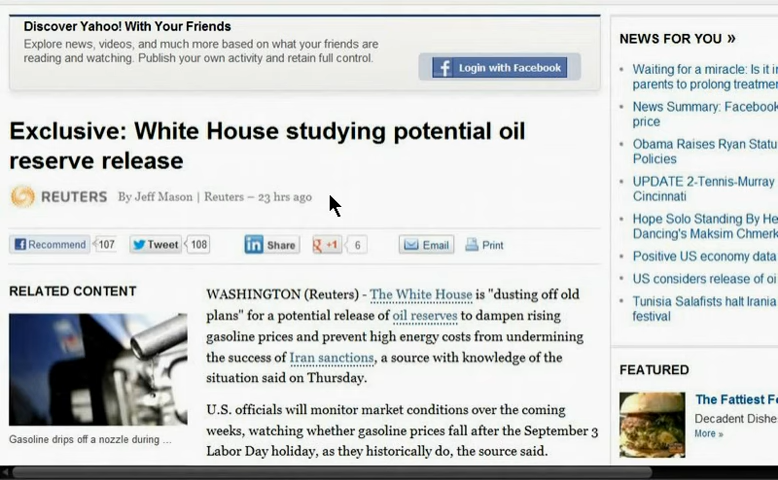 Discover Yahoo! With Your Friends
Explore news, videos, and much more based on what your friends are
reading and watching. Publish your own activity and retain full control.
Login with Facebook
Exclusive: White House studying potential oil
reserve release
REUTERS By Jeff Mason | Reuters – 23 hrs ago
Recommend 107 Tweet 108 Share +1 6 Email Print
RELATED CONTENT
Gasoline drips off a nozzle during ...
WASHINGTON (Reuters) - The White House is "dusting off old
plans" for a potential release of oil reserves to dampen rising
gasoline prices and prevent high energy costs from undermining
the success of Iran sanctions, a source with knowledge of the
situation said on Thursday.
U.S. officials will monitor market conditions over the coming
weeks, watching whether gasoline prices fall after the September 3
Labor Day holiday, as they historically do, the source said.
NEWS FOR YOU »
Waiting for a miracle: Is it
parents to prolong
News Summary: Facebook
price
Obama Raises Ryan
Policies
UPDATE 2-Tennis-Murray
Cincinnati
Hope Solo Standing By
Dancing's Maksim
Positive US economy data
US considers release of
Tunisia Salafists halt
festival
FEATURED
The Fattiest
Decadent
More »